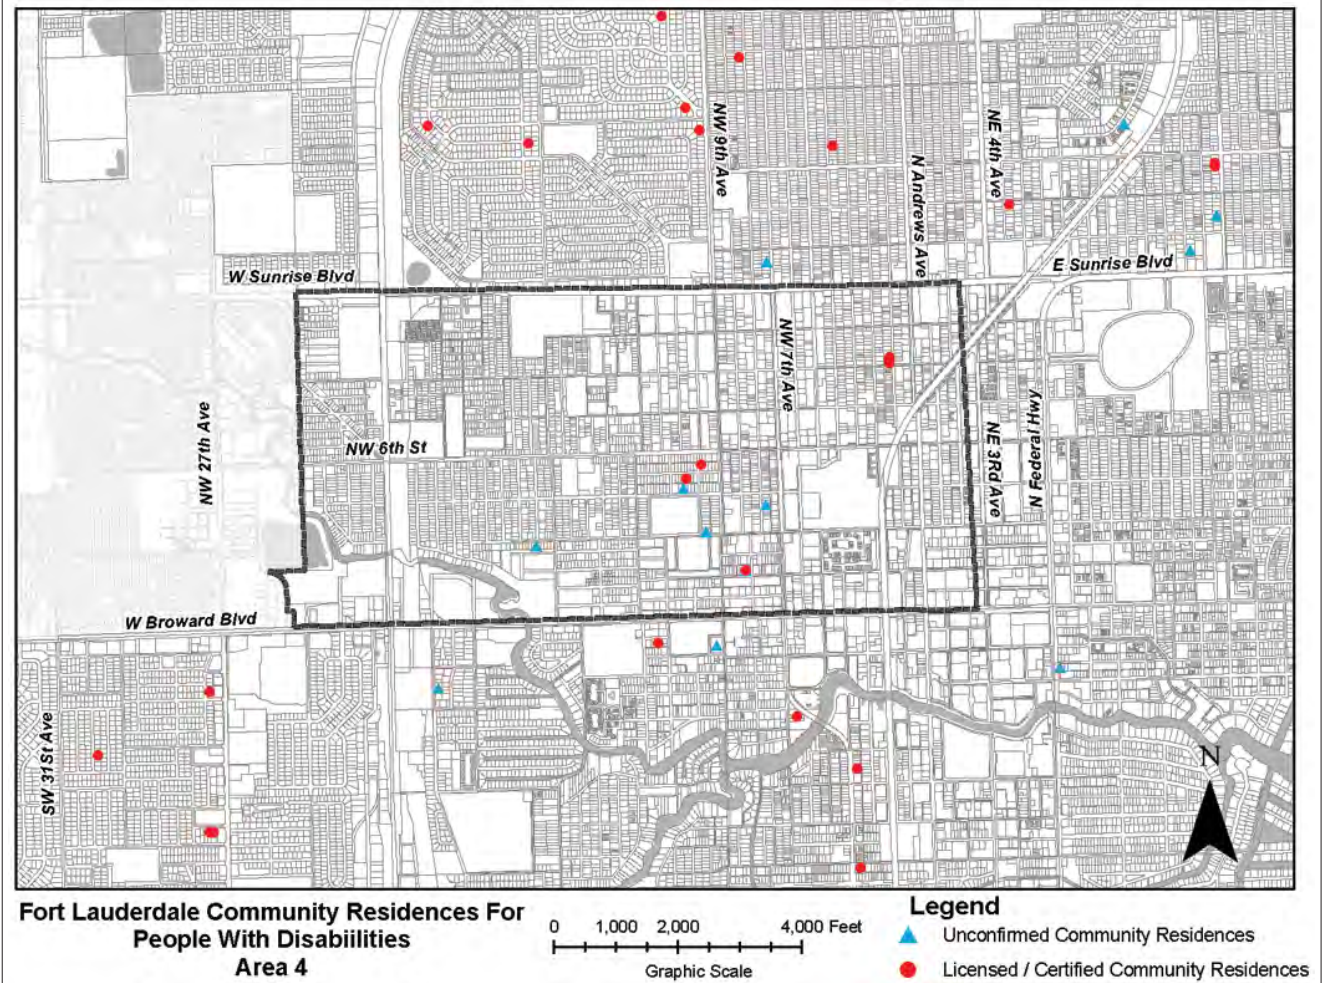 NW 9th Ave
NE 4th Ave
N Andrews Ave
W Sunrise Blvd
E Sunrise Blvd
NW 7th Ave
NW 27th Ave
NW 6th St
NE 3Rd Ave
N Federal Hwy
W Broward Blvd
SW 31St Ave
N
Fort Lauderdale Community Residences For
People With Disabiilities
Area 4
0 1,000 2,000 4,000 Feet
Graphic Scale
Legend
Unconfirmed Community Residences
Licensed / Certified Community Residences